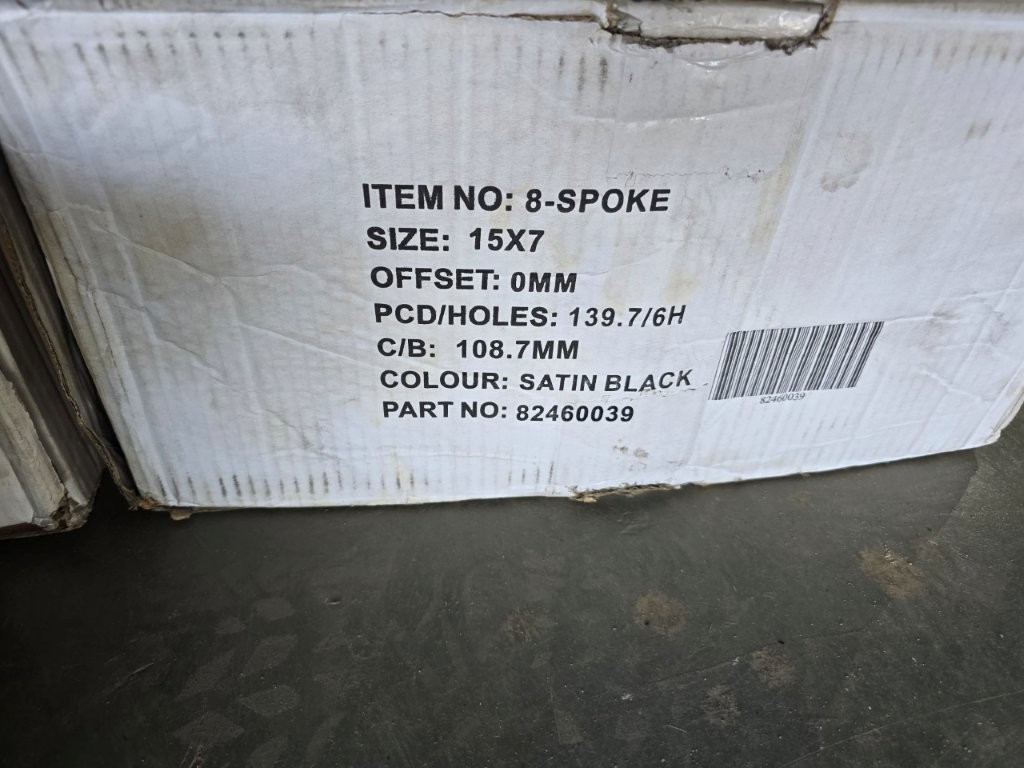 ITEM NO: 8-SPOKE
SIZE: 15X7
OFFSET: 0MM
PCD/HOLES: 139.7/6H
C/B: 108.7MM
COLOUR: SATIN BLACK
PART NO: 82460039
82460039